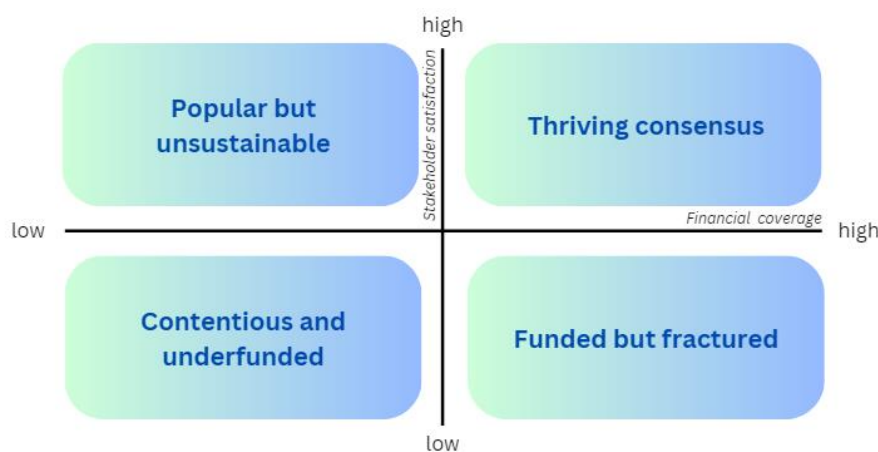 high
Popular but
unsustainable
Stakeholder satisfaction
Thriving consensus
Financial coverage
low
high
Contentious and
underfunded
Funded but fractured
low